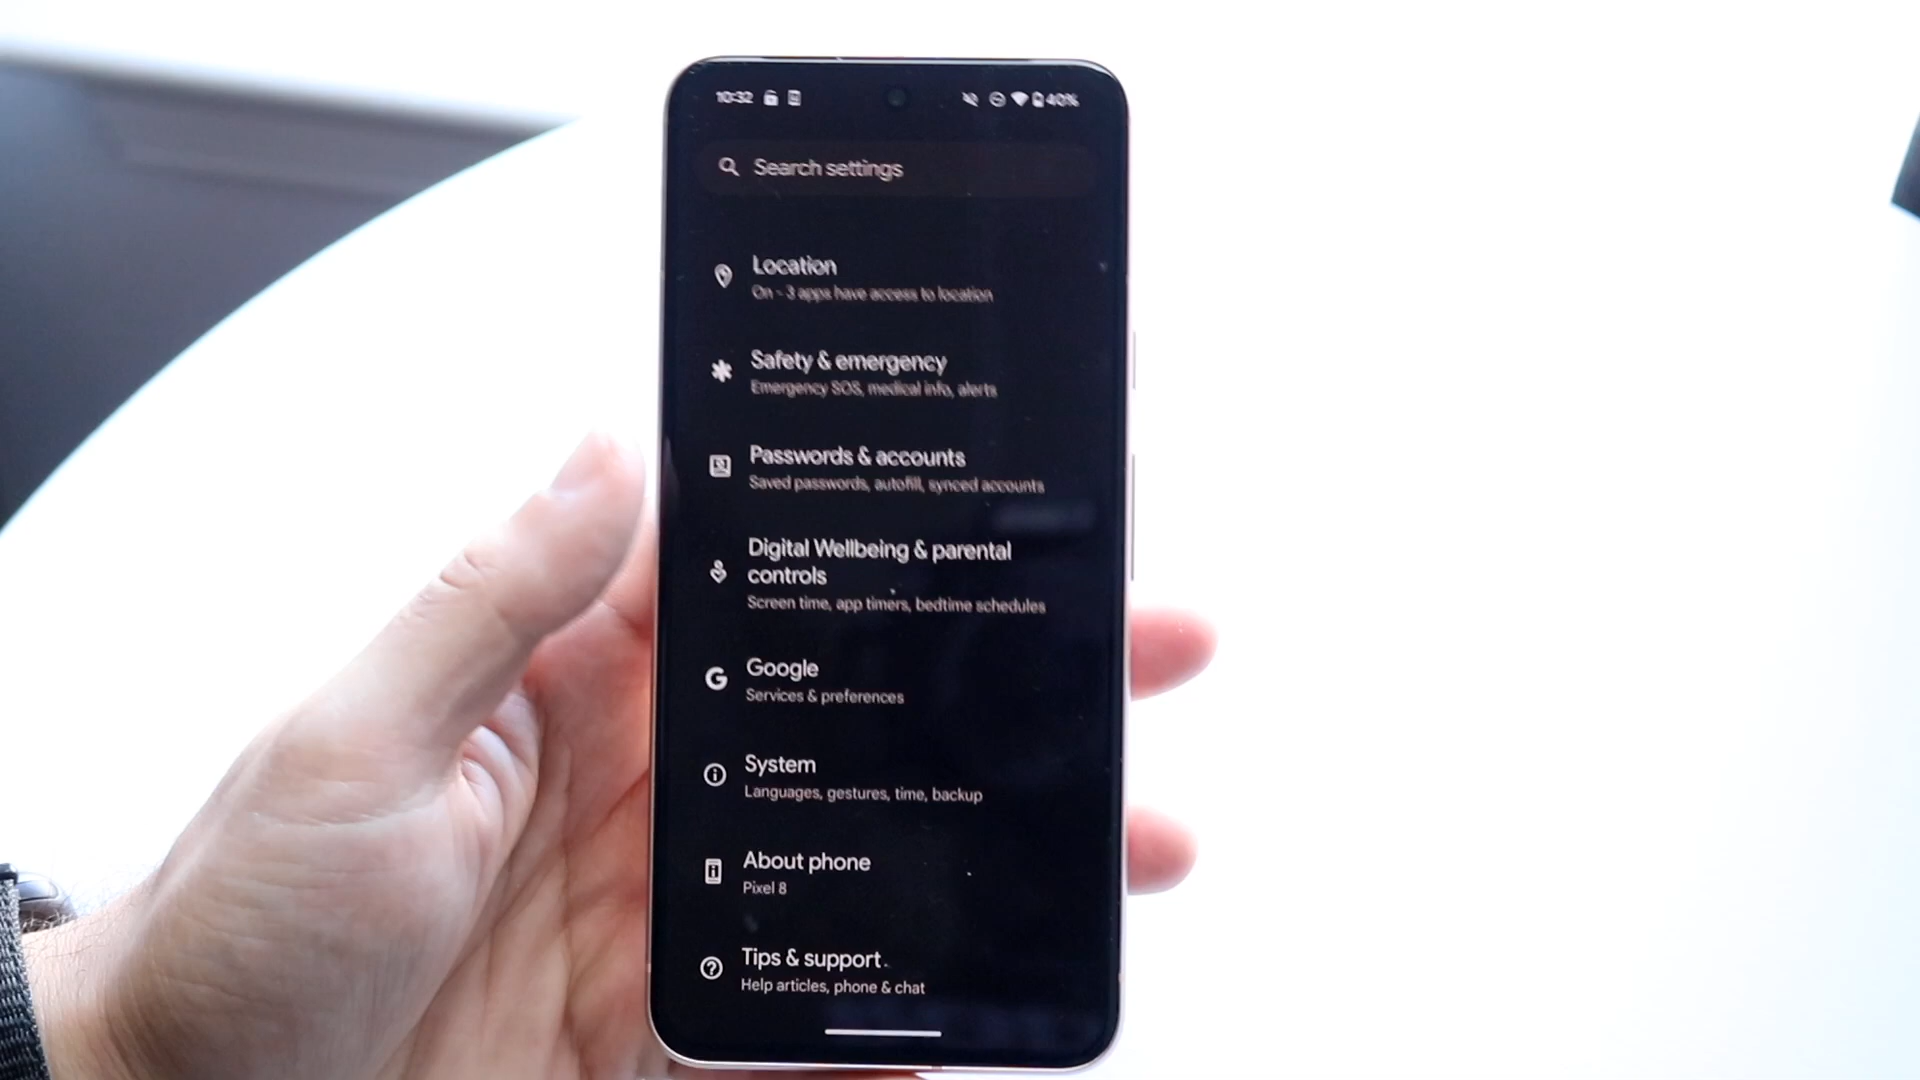 10:32 40%
Search settings
Location
On - 3 apps have access to location
Safety & emergency
Emergency SOS, medical info, alerts
Passwords & accounts
Saved passwords, autofill, synced accounts
Digital Wellbeing & parental
controls
Screen time, app timers, bedtime schedules
Google
Services & preferences
System
Languages, gestures, time, backup
About phone
Pixel 8
Tips & support
Help articles, phone & chat